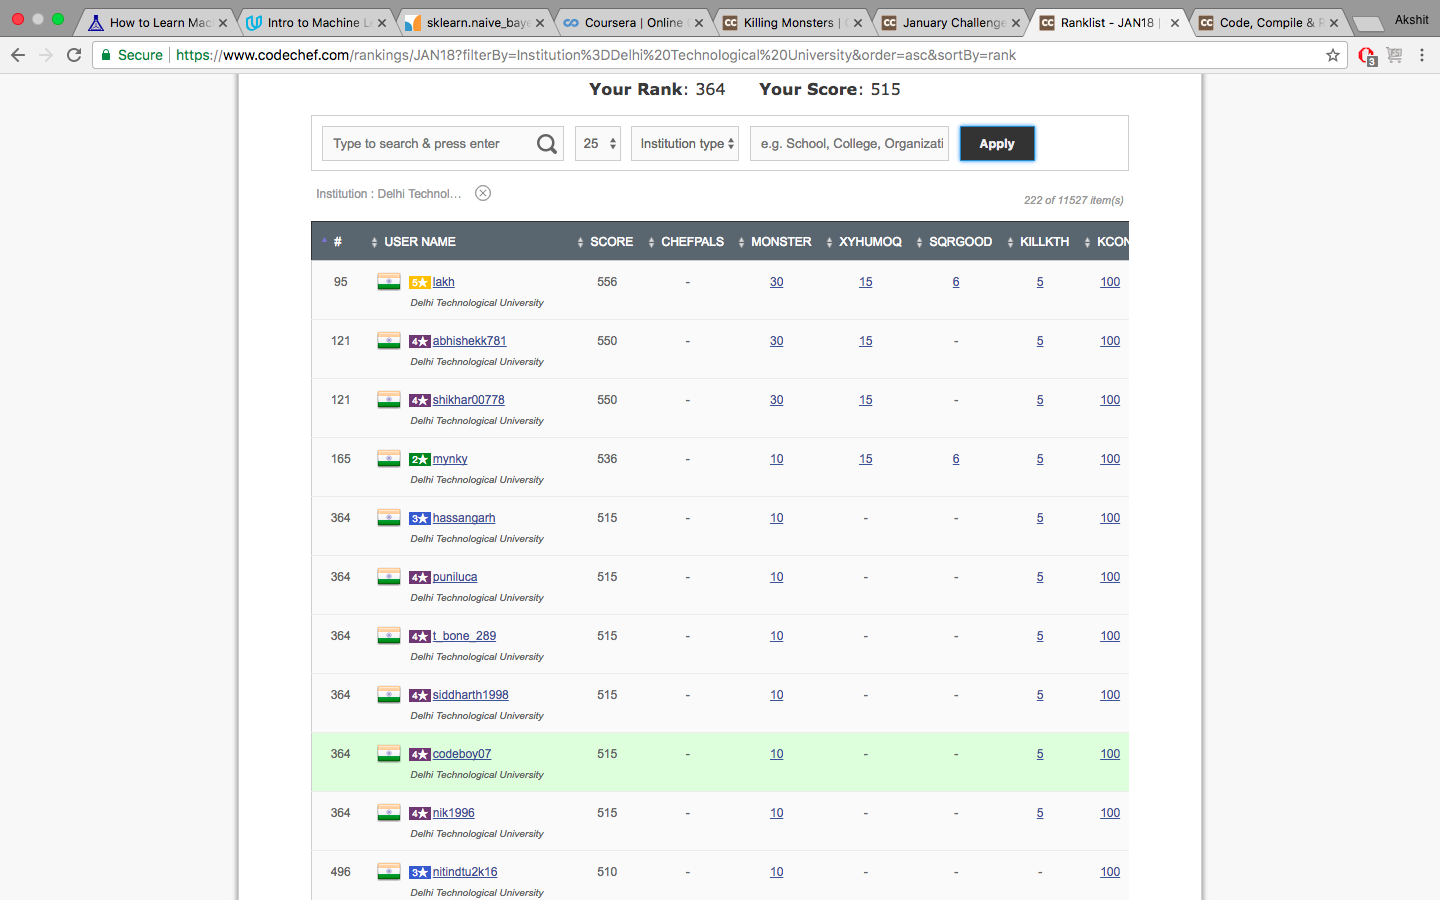 How to Learn Mac
Intro to Machine Le
sklearn.naive_baye
Coursera | Online C
Killing Monsters | C
January Challenge
Ranklist - JAN18 |
Code, Compile & R
Akshit
Secure https://www.codechef.com/rankings/JAN18?filterBy=Institution%3DDelhi%20Technological%20University&order=asc&sortBy=rank
3
Your Rank: 364 Your Score: 515
Type to search & press enter 25 Institution type e.g. School, College, Organizati Apply
Institution : Delhi Technol...
222 of 11527 item(s)
# USER NAME SCORE CHEFPALS MONSTER XYHUMOQ SQRGOOD KILLKTH KCON
95 5★ lakh 556 - 30 15 6 5 100
Delhi Technological University
121 4★ abhishekk781 550 - 30 15 - 5 100
Delhi Technological University
121 4★ shikhar00778 550 - 30 15 - 5 100
Delhi Technological University
165 2★ mynky 536 - 10 15 6 5 100
Delhi Technological University
364 3★ hassangarh 515 - 10 - - 5 100
Delhi Technological University
364 4★ puniluca 515 - 10 - - 5 100
Delhi Technological University
364 4★ t_bone_289 515 - 10 - - 5 100
Delhi Technological University
364 4★ siddharth1998 515 - 10 - - 5 100
Delhi Technological University
364 4★ codeboy07 515 - 10 - - 5 100
Delhi Technological University
364 4★ nik1996 515 - 10 - - 5 100
Delhi Technological University
496 3★ nitindtu2k16 510 - 10 - - - 100
Delhi Technological University